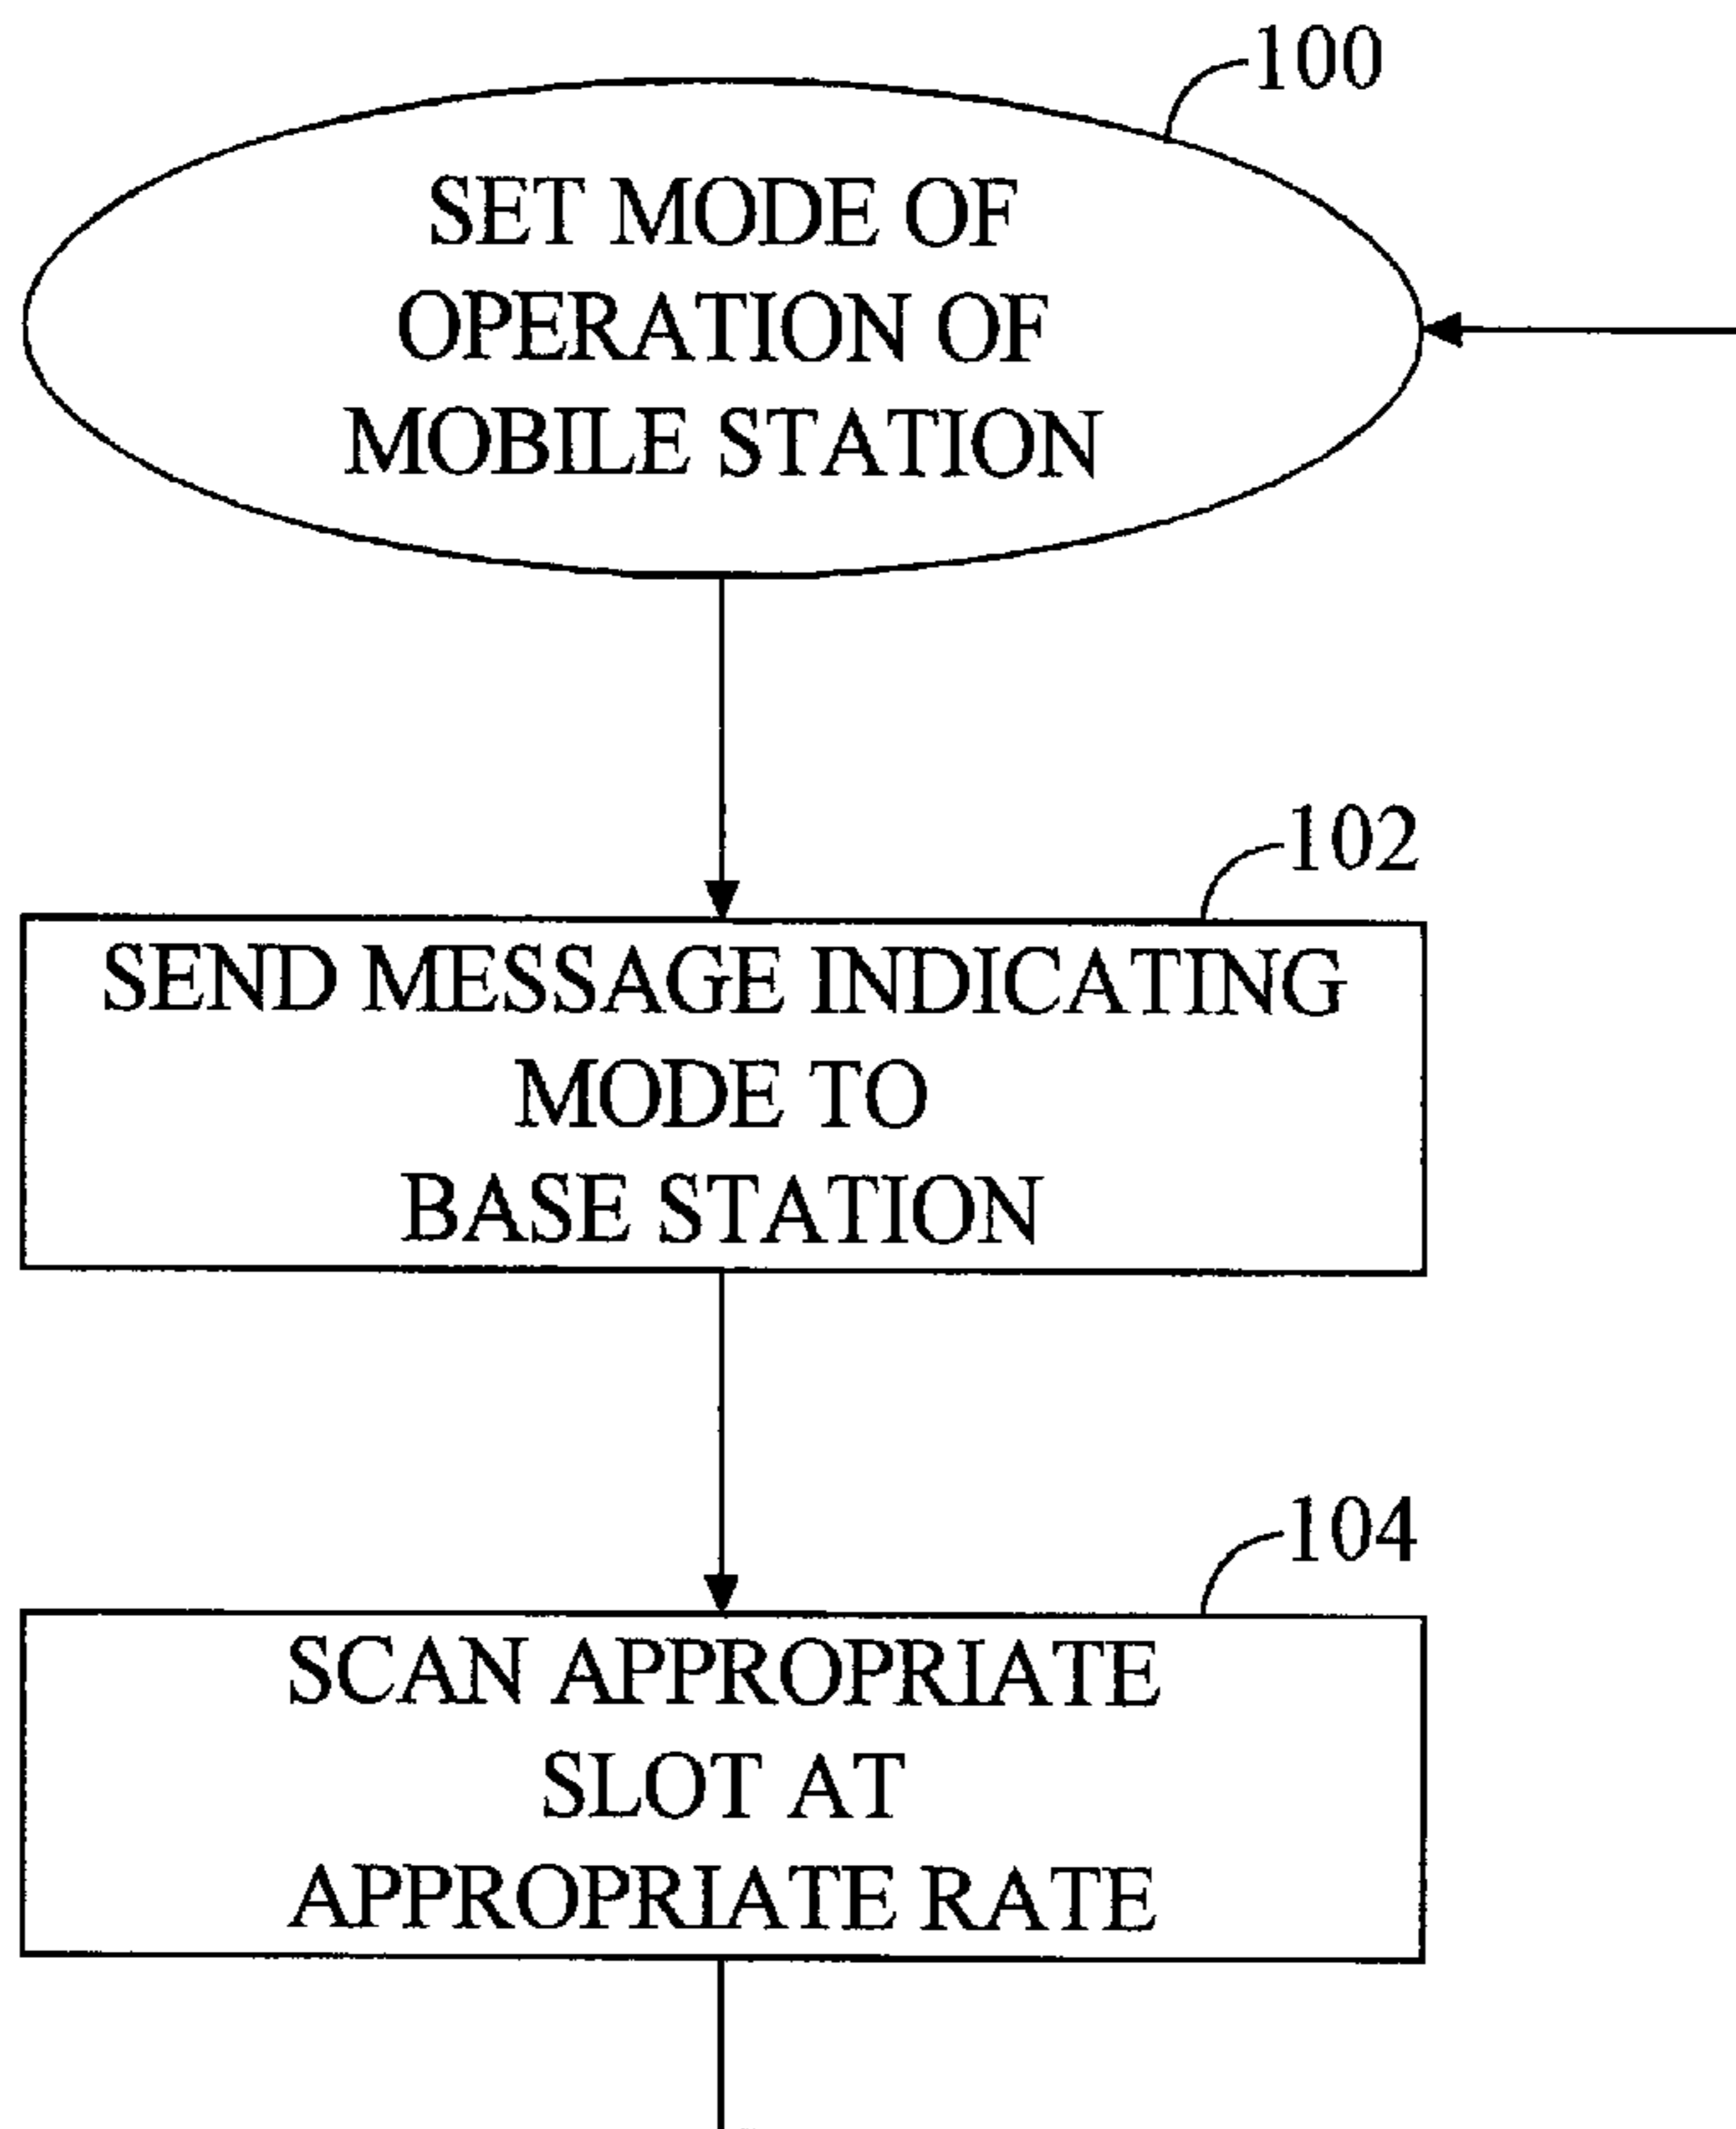 100
SET MODE OF
OPERATION OF
MOBILE STATION
102
SEND MESSAGE INDICATING
MODE TO
BASE STATION
104
SCAN APPROPRIATE
SLOT AT
APPROPRIATE RATE